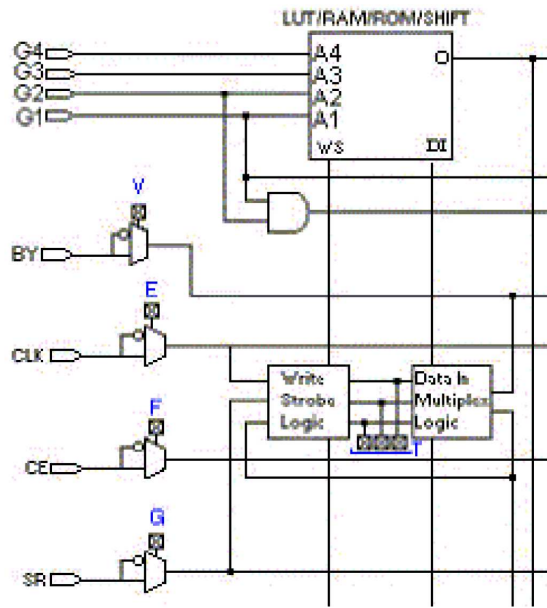 LUT/RAM/ROM/SHIFT
G4
G3
G2
G1
A4
A3
A2
A1
O
WS
DI
V
BY
E
CLK
Write
Strobe
Logic
Data In
Multiplex
Logic
T
F
CE
G
SR